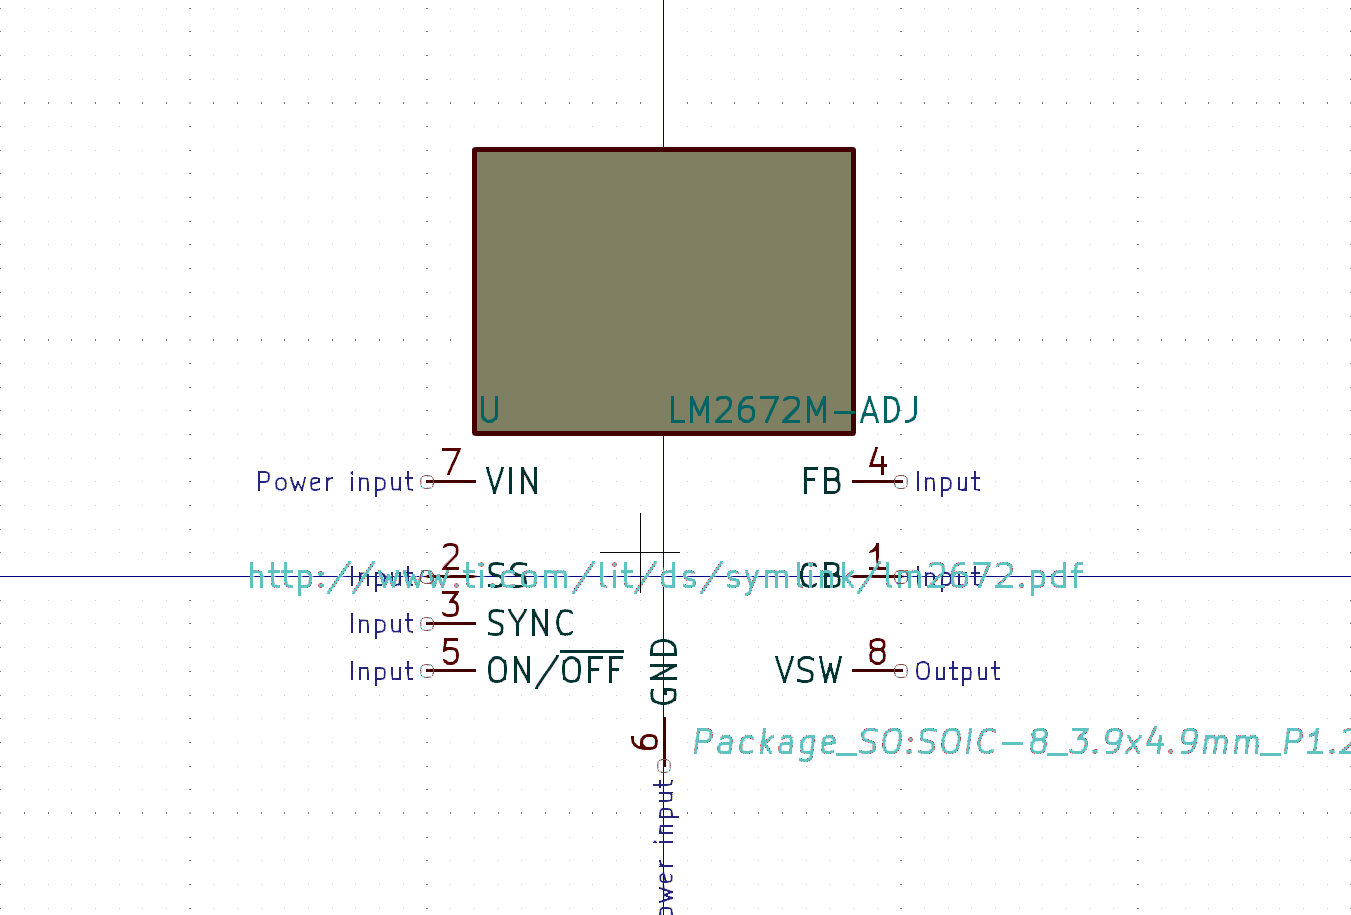 U LM2672M-ADJ
7 4
Power input VIN FB Input
2 1
Input SS CB Input
http://www.ti.com/lit/ds/symlink/lm2672.pdf
3
Input SYNC
5 8
Input ON/OFF GND VSW Output
6 Package_SO:SOIC-8_3.9x4.9mm_P1.2
ower input